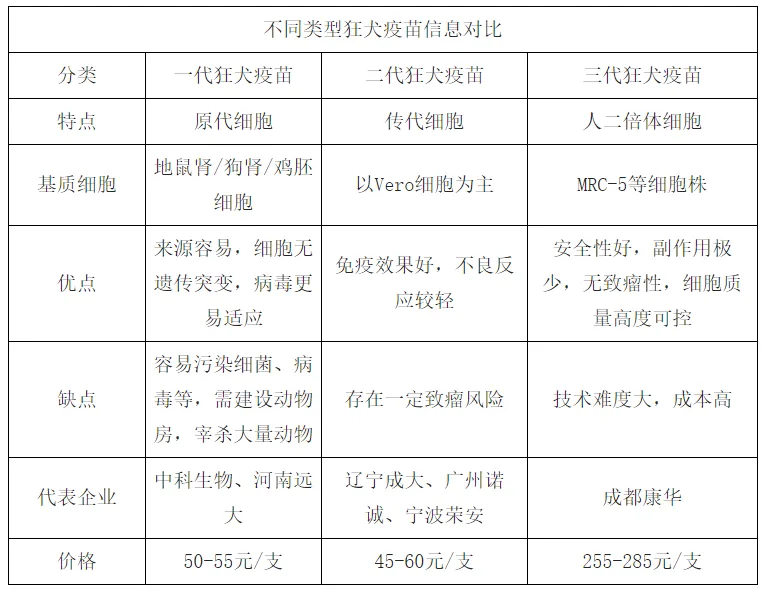 不同类型狂犬疫苗信息对比
分类 一代狂犬疫苗 二代狂犬疫苗 三代狂犬疫苗
特点 原代细胞 传代细胞 人二倍体细胞
基质细胞
地鼠肾/狗肾/鸡胚
细胞
以Vero细胞为主
MRC-5等细胞株
优点
来源容易，细胞无
遗传突变，病毒更
易适应
免疫效果好，不良反
应较轻
安全性好，副作用极
少，无致瘤性，细胞质
量高度可控
缺点
容易污染细菌、病
毒等，需建设动物
房，宰杀大量动物
存在一定致瘤风险
技术难度大，成本高
代表企业
中科生物、河南远
大
辽宁成大、广州诺
诚、宁波荣安
成都康华
价格 50-55元/支 45-60元/支 255-285元/支